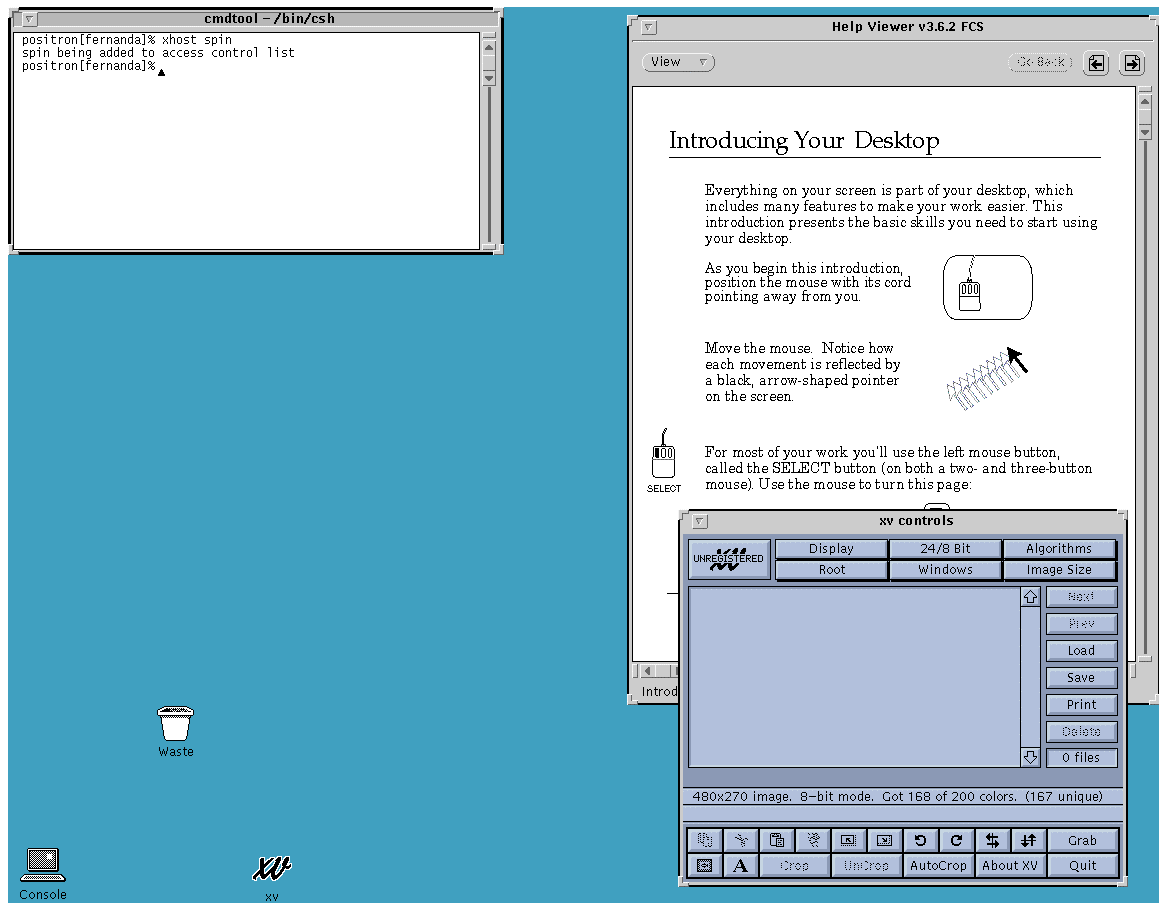 cmdtool - /bin/csh
positron[fernanda]% xhost spin
spin being added to access control list
positron[fernanda]%
Help Viewer v3.6.2 FCS
View
Go Back
Introducing Your Desktop
Everything on your screen is part of your desktop, which
includes many features to make your work easier. This
introduction presents the basic skills you need to start using
your desktop.
As you begin this introduction,
position the mouse with its cord
pointing away from you.
Move the mouse.  Notice how
each movement is reflected by
a black, arrow-shaped pointer
on the screen.
For most of your work you'll use the left mouse button,
called the SELECT button (on both a two- and three-button
mouse). Use the mouse to turn this page:
SELECT
Introd
xv controls
UNREGISTERED
Display
24/8 Bit
Algorithms
Root
Windows
Image Size
Next
Prev
Load
Save
Print
Delete
0 files
480x270 image.  8-bit mode.  Got 168 of 200 colors.  (167 unique)
Grab
A
Crop
UnCrop
AutoCrop
About XV
Quit
Waste
Console
xv
xv